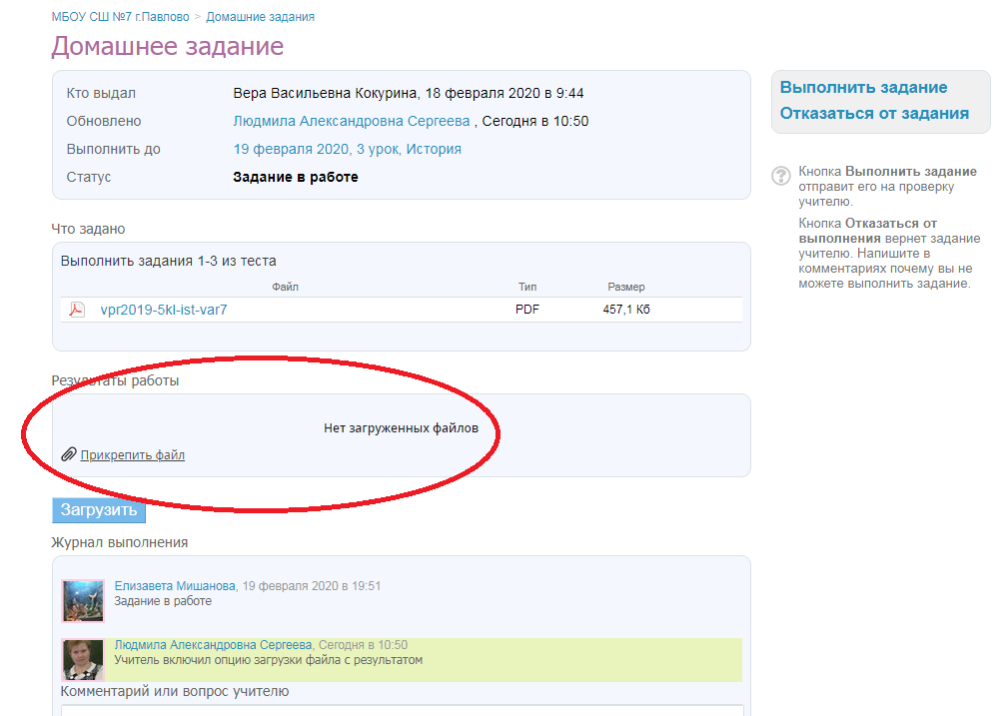 МБОУ СШ №7 г.Павлово > Домашние задания
Домашнее задание
Кто выдал Вера Васильевна Кокурина, 18 февраля 2020 в 9:44
Обновлено Людмила Александровна Сергеева , Сегодня в 10:50
Выполнить до 19 февраля 2020, 3 урок, История
Статус Задание в работе
Что задано
Выполнить задания 1-3 из теста
Файл Тип Размер
vpr2019-5kl-ist-var7 PDF 457,1 Кб
Результаты работы
Нет загруженных файлов
Прикрепить файл
Загрузить
Журнал выполнения
Елизавета Мишанова, 19 февраля 2020 в 19:51
Задание в работе
Людмила Александровна Сергеева, Сегодня в 10:50
Учитель включил опцию загрузки файла с результатом
Комментарий или вопрос учителю
Выполнить задание
Отказаться от задания
? Кнопка Выполнить задание
отправит его на проверку
учителю.
Кнопка Отказаться от
выполнения вернет задание
учителю. Напишите в
комментариях почему вы не
можете выполнить задание.